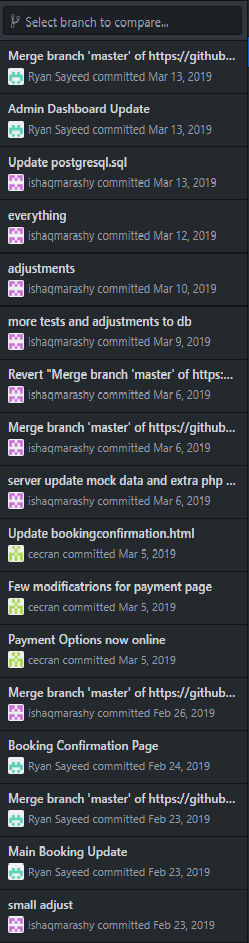 Select branch to compare...
Merge branch 'master' of https://github...
Ryan Sayeed committed Mar 13, 2019
Admin Dashboard Update
Ryan Sayeed committed Mar 13, 2019
Update postgresql.sql
ishaqmarashy committed Mar 13, 2019
everything
ishaqmarashy committed Mar 12, 2019
adjustments
ishaqmarashy committed Mar 10, 2019
more tests and adjustments to db
ishaqmarashy committed Mar 9, 2019
Revert "Merge branch 'master' of https:...
ishaqmarashy committed Mar 6, 2019
Merge branch 'master' of https://github...
ishaqmarashy committed Mar 6, 2019
server update mock data and extra php ...
ishaqmarashy committed Mar 6, 2019
Update bookingconfirmation.html
cecran committed Mar 5, 2019
Few modificatrions for payment page
cecran committed Mar 5, 2019
Payment Options now online
cecran committed Mar 5, 2019
Merge branch 'master' of https://github...
ishaqmarashy committed Feb 26, 2019
Booking Confirmation Page
Ryan Sayeed committed Feb 24, 2019
Merge branch 'master' of https://github...
Ryan Sayeed committed Feb 23, 2019
Main Booking Update
Ryan Sayeed committed Feb 23, 2019
small adjust
ishaqmarashy committed Feb 23, 2019